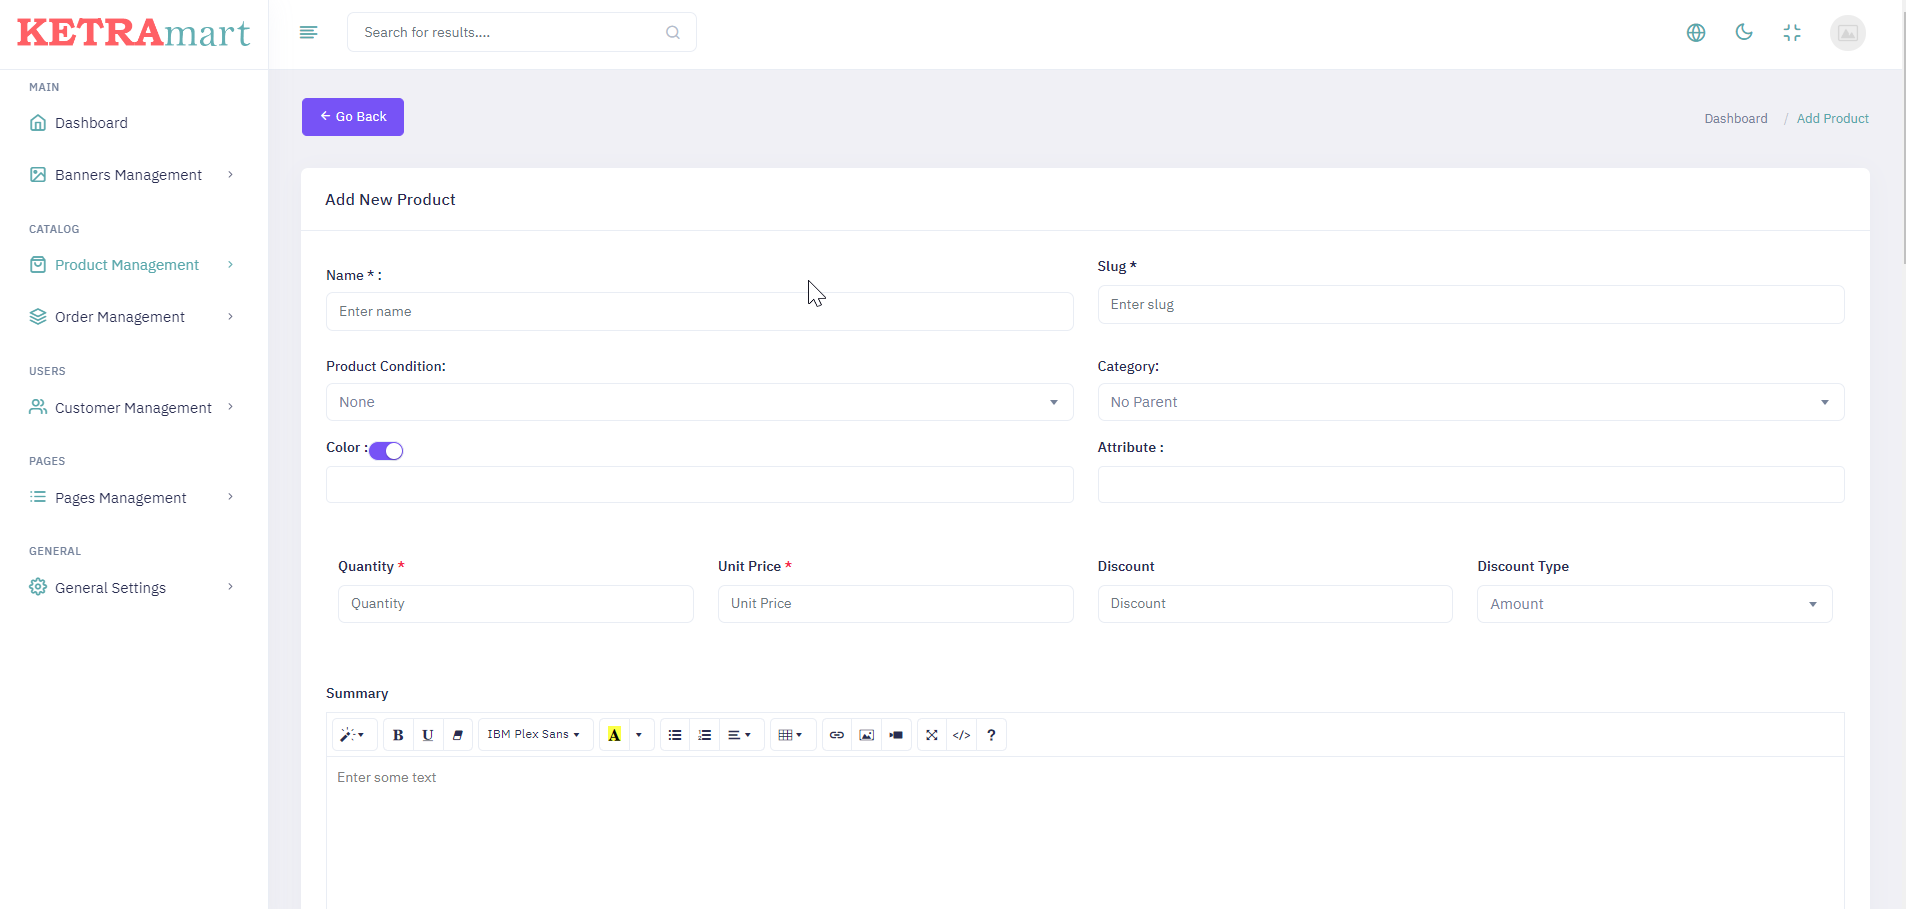 KETRAmart
Search for results....
MAIN
Dashboard
Banners Management
CATALOG
Product Management
Order Management
USERS
Customer Management
PAGES
Pages Management
GENERAL
General Settings
Go Back
Dashboard / Add Product
Add New Product
Name * :
Enter name
Slug *
Enter slug
Product Condition:
None
Category:
No Parent
Color :
Attribute :
Quantity *
Quantity
Unit Price *
Unit Price
Discount
Discount
Discount Type
Amount
Summary
B U IBM Plex Sans A </> ?
Enter some text